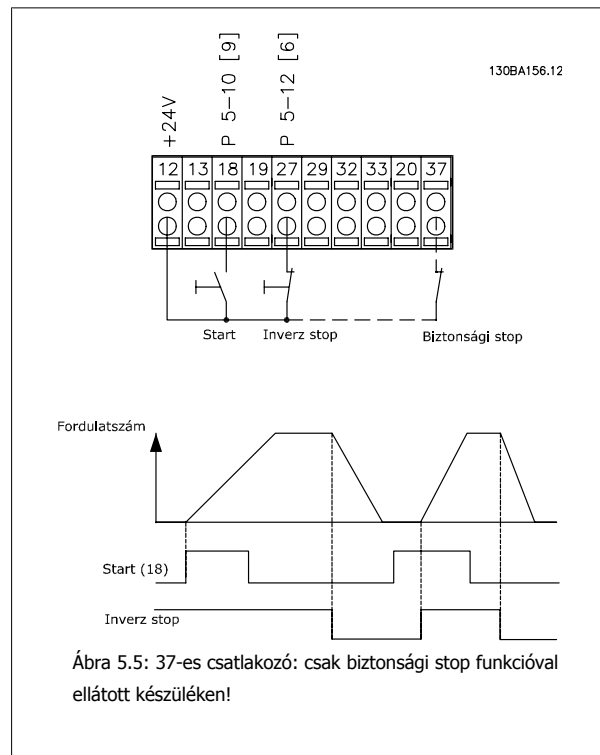 130BA156.12
+24V
P 5-10 [9]
P 5-12 [6]
12 13 18 19 27 29 32 33 20 37
Start Inverz stop Biztonsági stop
Fordulatszám
Start (18)
Inverz stop
Ábra 5.5: 37-es csatlakozó: csak biztonsági stop funkcióval
ellátott készüléken!